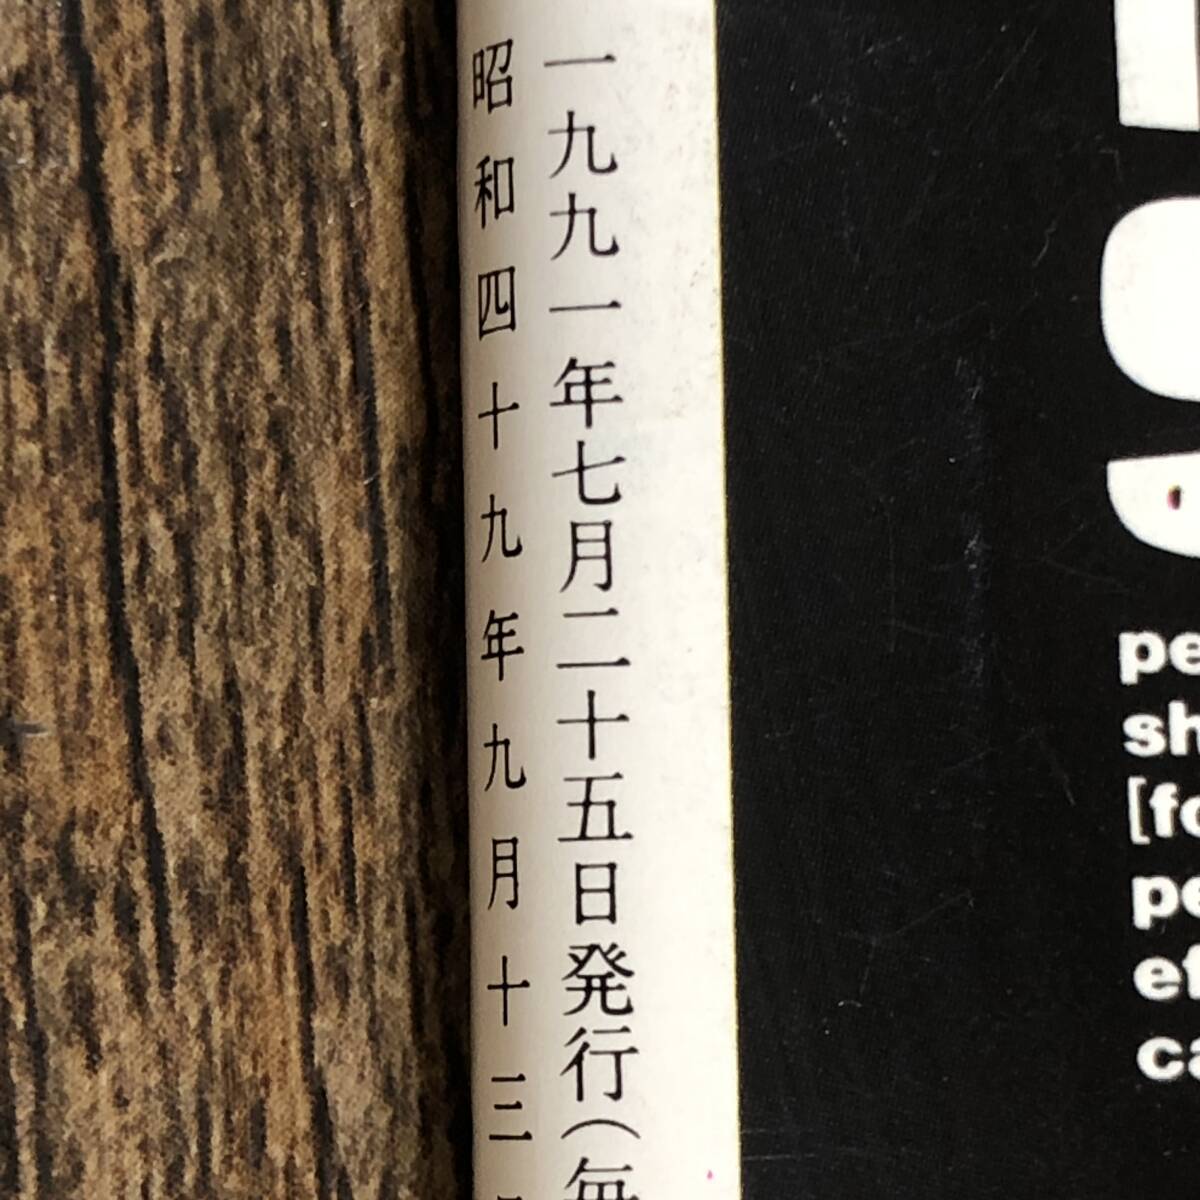 一九九一年七月二十五日発行(毎
昭和四十九年九月十三
pe
sh
[fo
pe
ef
ca